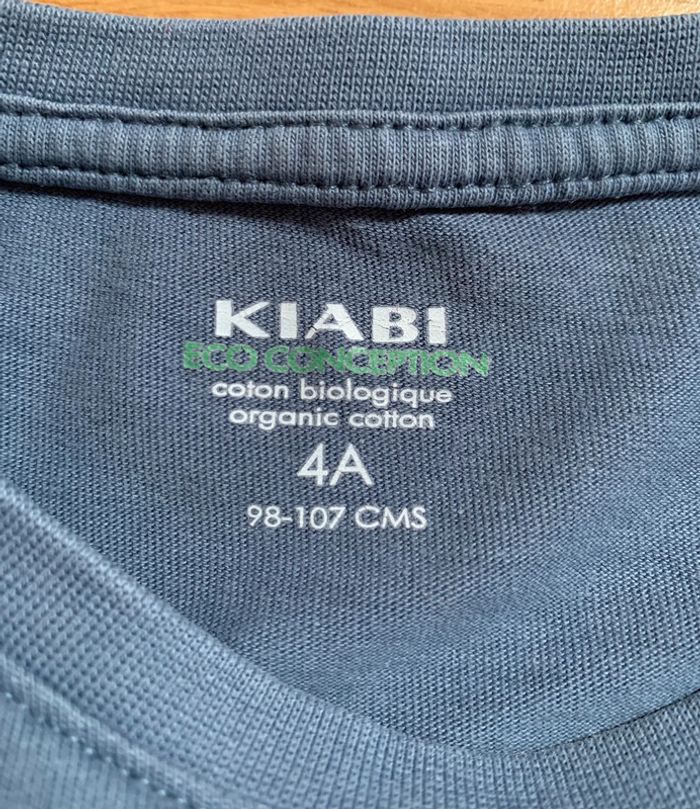 KIABI
ECO CONCEPTION
coton biologique
organic cotton
4A
98-107 CMS